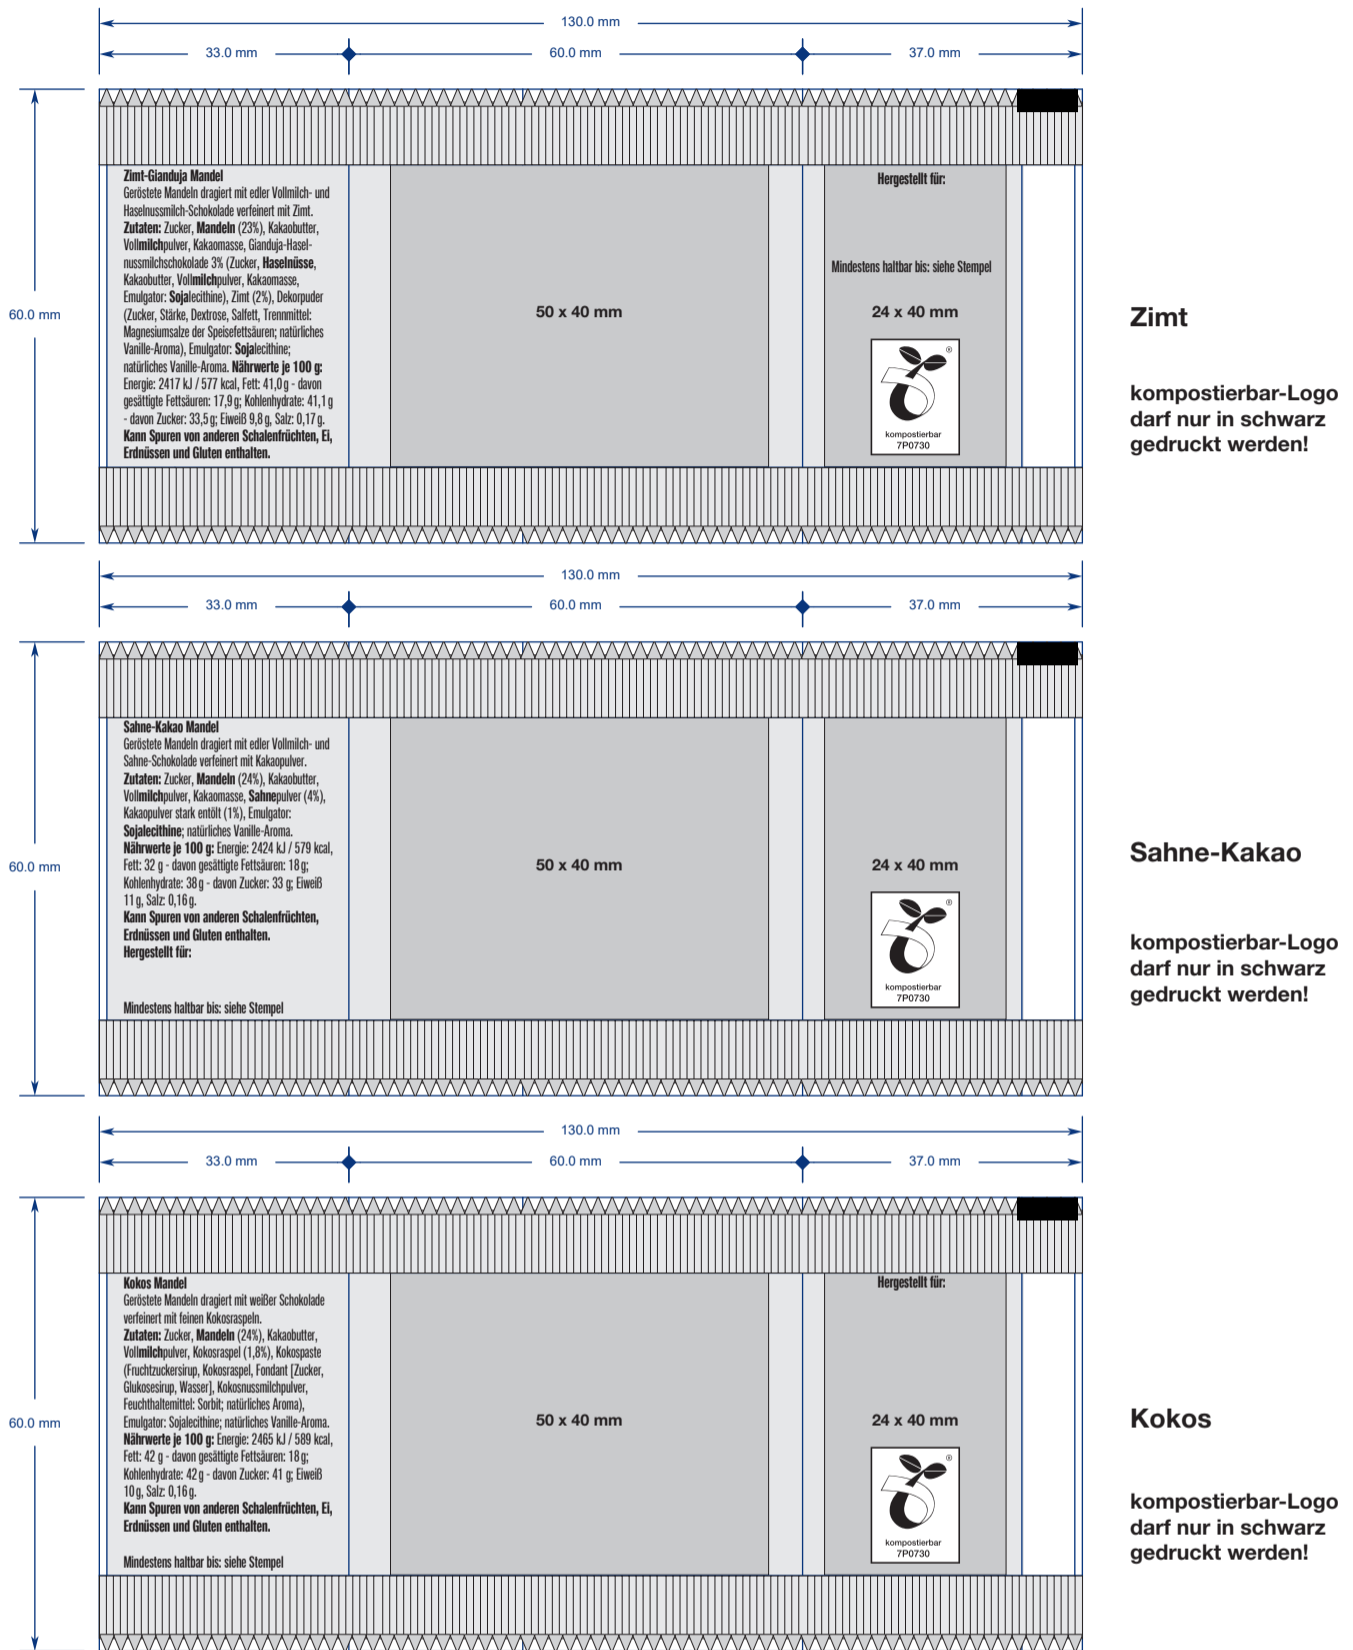 130.0 mm
33.0 mm
60.0 mm
37.0 mm
60.0 mm
Zimt-Gianduja Mandel
Geröstete Mandeln dragiert mit edler Vollmilch- und
Haselnussmilch-Schokolade verfeinert mit Zimt.
Zutaten: Zucker, Mandeln (23%), Kakaobutter,
Vollmilchpulver, Kakaomasse, Gianduja-Hasel-
nussmilchschokolade 3% (Zucker, Haselnüsse,
Kakaobutter, Vollmilchpulver, Kakaomasse,
Emulgator: Sojalecithine), Zimt (2%), Dekorpuder
(Zucker, Stärke, Dextrose, Salfett, Trennmittel:
Magnesiumsalze der Speisefettsäuren; natürliches
Vanille-Aroma), Emulgator: Sojalecithine;
natürliches Vanille-Aroma. Nährwerte je 100 g:
Energie: 2417 kJ / 577 kcal, Fett: 41,0 g - davon
gesättigte Fettsäuren: 17,9 g; Kohlenhydrate: 41,1 g
- davon Zucker: 33,5 g; Eiweiß 9,8 g, Salz: 0,17 g.
Kann Spuren von anderen Schalenfrüchten, Ei,
Erdnüssen und Gluten enthalten.
50 x 40 mm
Hergestellt für:
Mindestens haltbar bis: siehe Stempel
24 x 40 mm
®
kompostierbar
7P0730
Zimt
kompostierbar-Logo
darf nur in schwarz
gedruckt werden!
130.0 mm
33.0 mm
60.0 mm
37.0 mm
60.0 mm
Sahne-Kakao Mandel
Geröstete Mandeln dragiert mit edler Vollmilch- und
Sahne-Schokolade verfeinert mit Kakaopulver.
Zutaten: Zucker, Mandeln (24%), Kakaobutter,
Vollmilchpulver, Kakaomasse, Sahnepulver (4%),
Kakaopulver stark entölt (1%), Emulgator:
Sojalecithine; natürliches Vanille-Aroma.
Nährwerte je 100 g: Energie: 2424 kJ / 579 kcal,
Fett: 32 g - davon gesättigte Fettsäuren: 18 g;
Kohlenhydrate: 38 g - davon Zucker: 33 g; Eiweiß
11 g, Salz: 0,16 g.
Kann Spuren von anderen Schalenfrüchten,
Erdnüssen und Gluten enthalten.
Hergestellt für:
Mindestens haltbar bis: siehe Stempel
50 x 40 mm
24 x 40 mm
®
kompostierbar
7P0730
Sahne-Kakao
kompostierbar-Logo
darf nur in schwarz
gedruckt werden!
130.0 mm
33.0 mm
60.0 mm
37.0 mm
60.0 mm
Kokos Mandel
Geröstete Mandeln dragiert mit weißer Schokolade
verfeinert mit feinen Kokosraspeln.
Zutaten: Zucker, Mandeln (24%), Kakaobutter,
Vollmilchpulver, Kokosraspel (1,8%), Kokospaste
(Fruchtzuckersirup, Kokosraspel, Fondant [Zucker,
Glukosesirup, Wasser], Kokosnussmilchpulver,
Feuchthaltemittel: Sorbit; natürliches Aroma),
Emulgator: Sojalecithine; natürliches Vanille-Aroma.
Nährwerte je 100 g: Energie: 2465 kJ / 589 kcal,
Fett: 42 g - davon gesättigte Fettsäuren: 18 g;
Kohlenhydrate: 42 g - davon Zucker: 41 g; Eiweiß
10 g, Salz: 0,16 g.
Kann Spuren von anderen Schalenfrüchten, Ei,
Erdnüssen und Gluten enthalten.
Mindestens haltbar bis: siehe Stempel
50 x 40 mm
Hergestellt für:
24 x 40 mm
®
kompostierbar
7P0730
Kokos
kompostierbar-Logo
darf nur in schwarz
gedruckt werden!